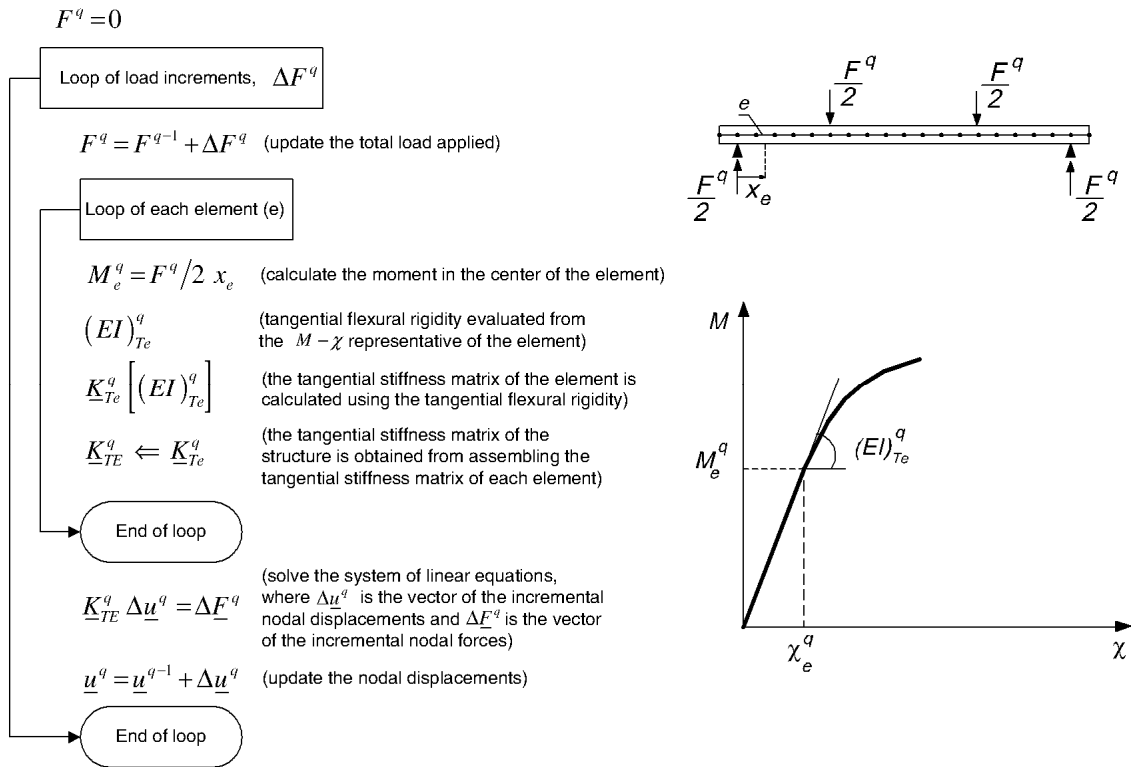 F^q = 0
Loop of load increments, ΔF^q
F^q = F^{q-1} + ΔF^q (update the total load applied)
Loop of each element (e)
M_e^q = F^q/2 x_e (calculate the moment in the center of the element)
(EI)_{Te}^q (tangential flexural rigidity evaluated from
the M – χ representative of the element)
K_{Te}^q [(EI)_{Te}^q] (the tangential stiffness matrix of the element is
calculated using the tangential flexural rigidity)
K_{TE}^q ⇐ K_{Te}^q (the tangential stiffness matrix of the
structure is obtained from assembling the
tangential stiffness matrix of each element)
End of loop
K_{TE}^q Δu^q = ΔF^q (solve the system of linear equations,
where Δu^q is the vector of the incremental
nodal displacements and ΔF^q is the vector
of the incremental nodal forces)
u^q = u^{q-1} + Δu^q (update the nodal displacements)
End of loop
F^q/2 F^q/2
e
F^q/2 x_e F^q/2
M
M_e^q (EI)_{Te}^q
χ_e^q χ